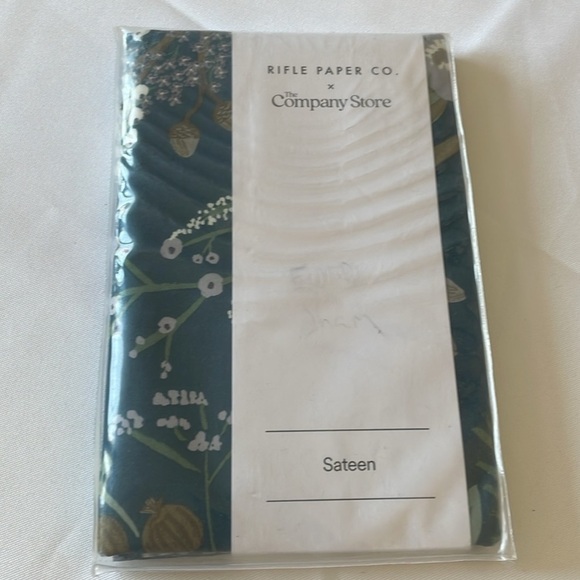 RIFLE PAPER CO.
×
The
Company Store
Sateen